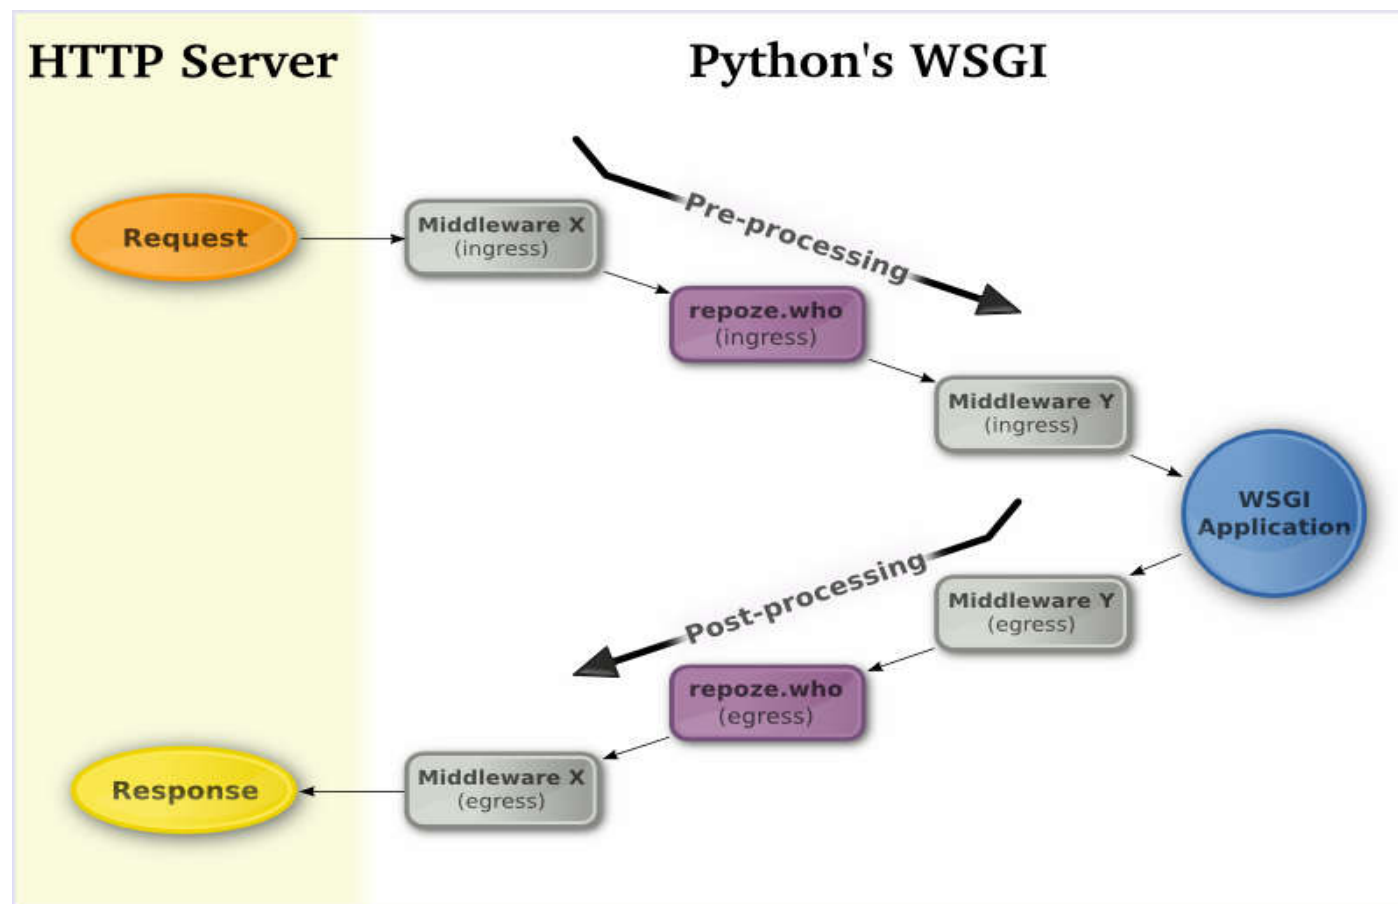 HTTP Server
Python's WSGI
Pre-processing
Request
Middleware X
(ingress)
repoze.who
(ingress)
Middleware Y
(ingress)
WSGI
Application
Post-processing
Middleware Y
(egress)
repoze.who
(egress)
Middleware X
(egress)
Response